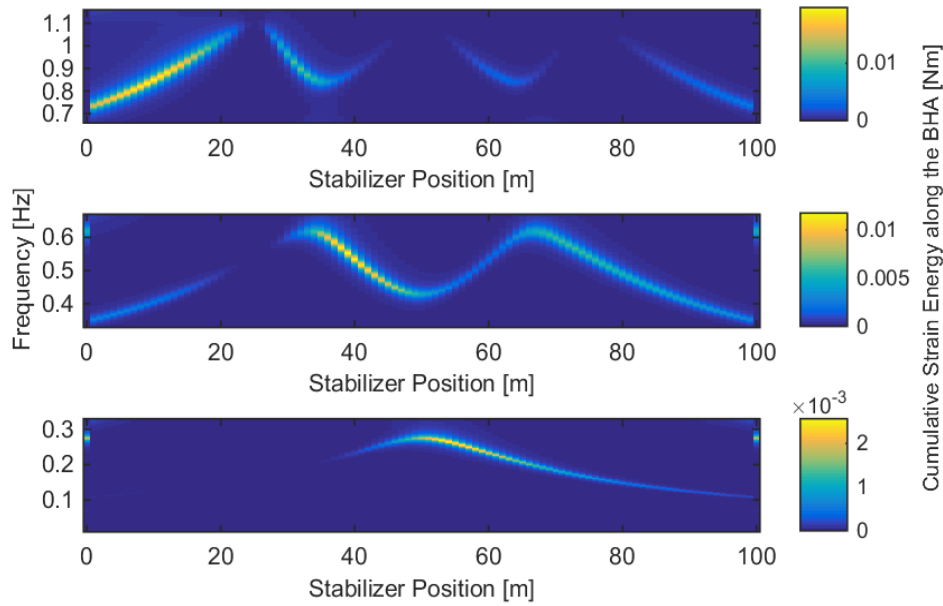 1.1
1
0.9
0.8
0.7
0 20 40 60 80 100
Stabilizer Position [m]
0.01
0
0.6
0.5
0.4
0 20 40 60 80 100
Stabilizer Position [m]
0.01
0.005
0
Frequency [Hz]
0.3
0.2
0.1
0 20 40 60 80 100
Stabilizer Position [m]
×10-3
2
1
0
Cumulative Strain Energy along the BHA [Nm]